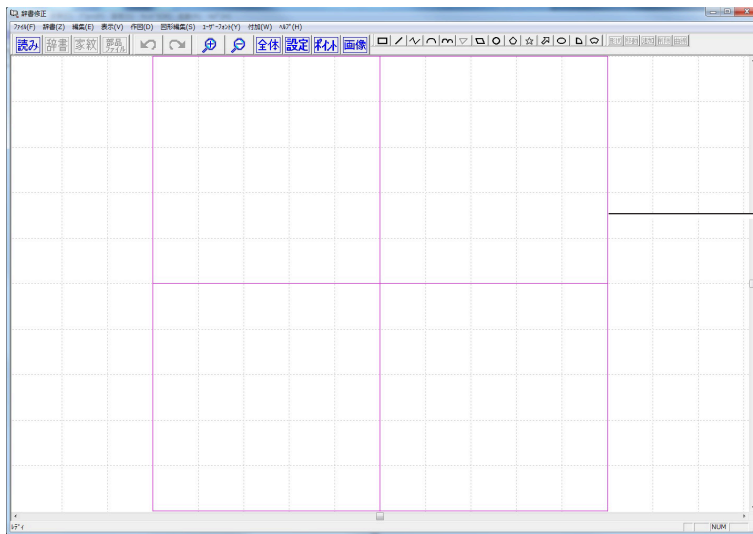 辞書修正
ﾌｧｲﾙ(F) 辞書(Z) 編集(E) 表示(V) 作図(D) 図形編集(S) ﾕｰｻﾞｰﾌｫﾝﾄ(Y) 付加(W) ﾍﾙﾌﾟ(H)
読み 辞書 家紋 部品ﾌｧｲﾙ 全体 設定 ﾎﾟｲﾝﾄ 画像
ﾚﾃﾞｨ NUM